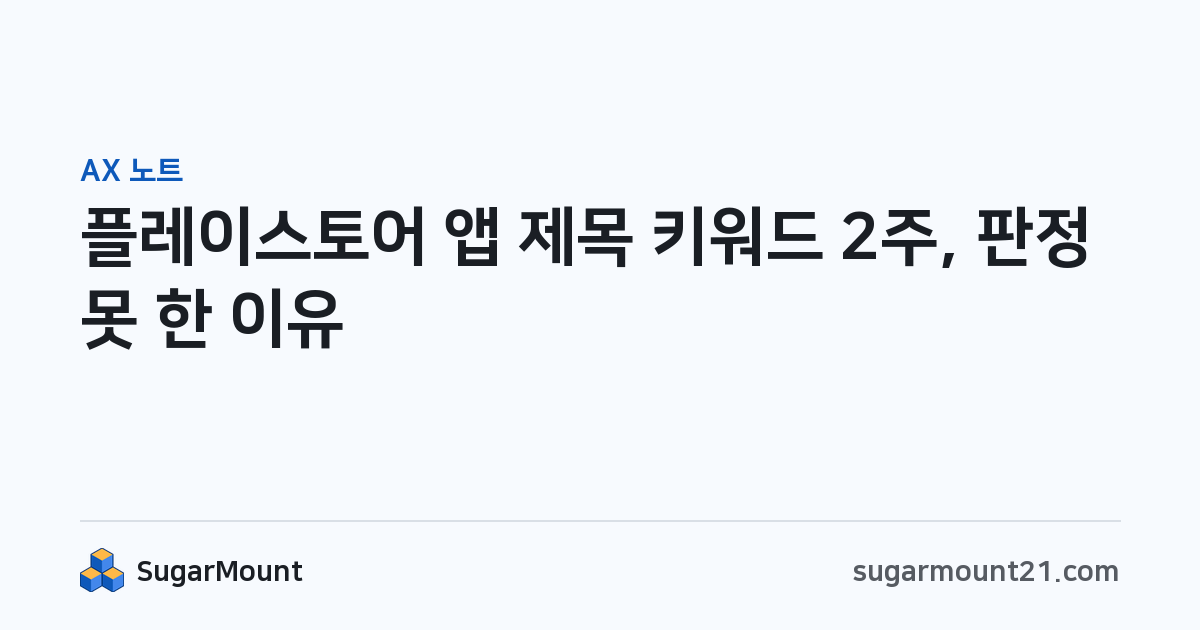 AX 노트
플레이스토어 앱 제목 키워드 2주, 판정
못 한 이유
SugarMount
sugarmount21.com